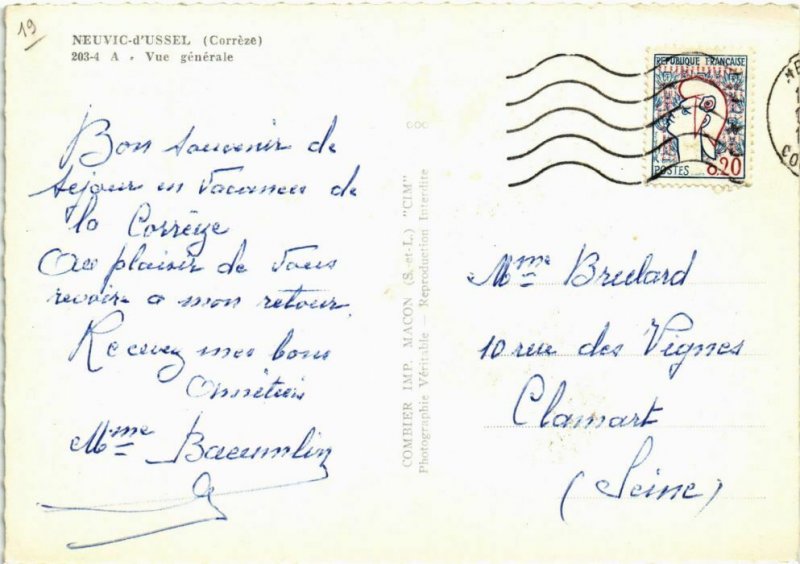 19
NEUVIC-d'USSEL (Corrèze)
203-4 A - Vue générale
Bon souvenir de
séjour en vacances de
la Corrèze
Au plaisir de vous
revoir a mon retour.
Recevez mes bons
Amitiés
Mme Baeumlin
COMBIER IMP. MACON (S.-et-L.) "CIM"
Photographie Véritable - Reproduction Interdite
REPUBLIQUE FRANÇAISE
POSTES 0.20
Mme Brulard
10 rue des Vignes
Clamart
(Seine)